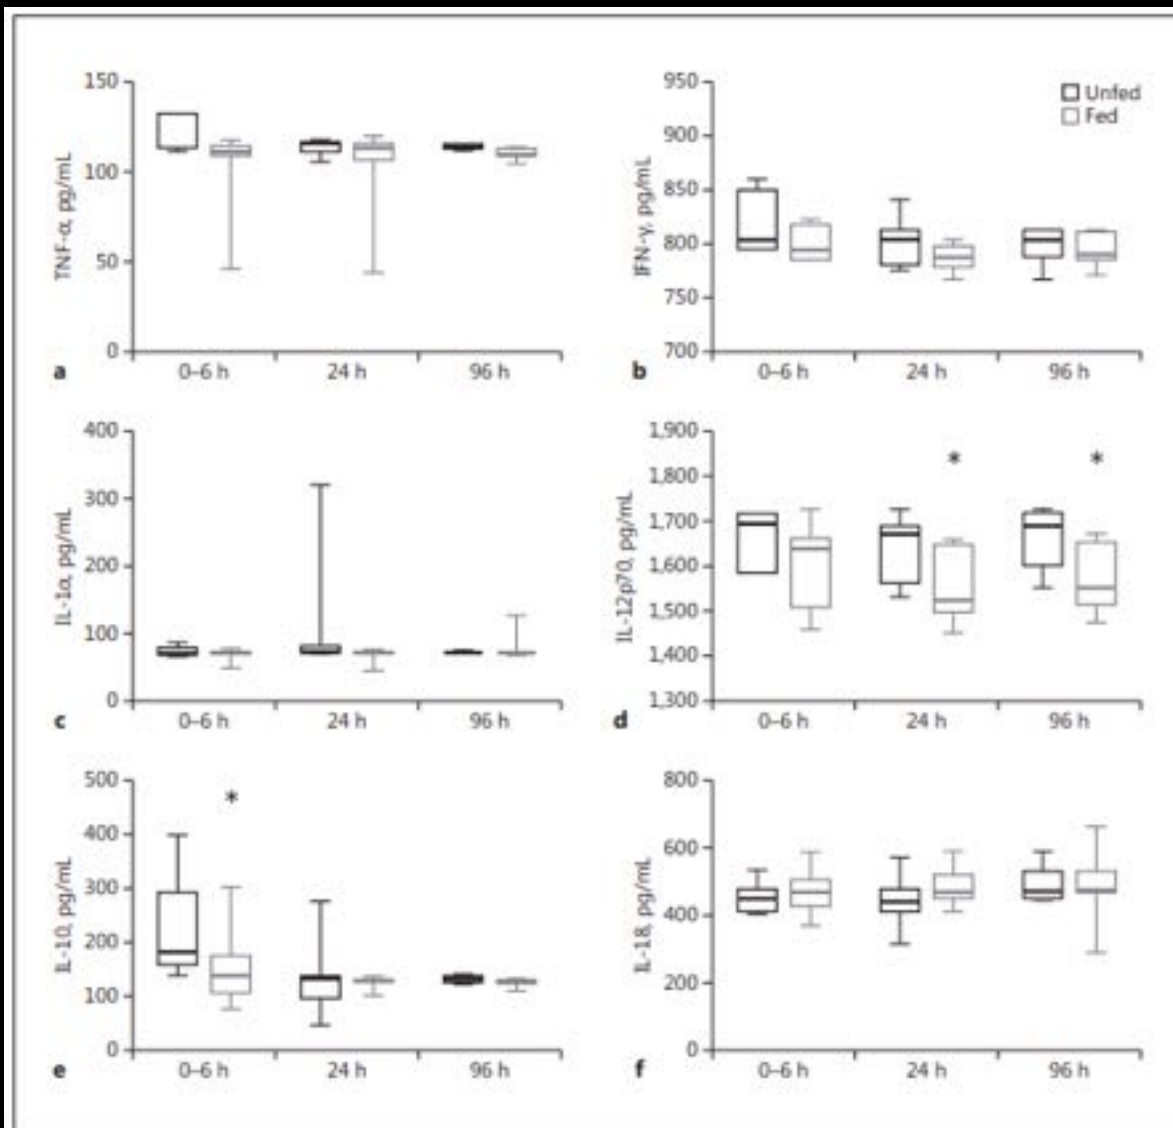 TNF-α, pg/mL
150
100
50
0
0–6 h 24 h 96 h
a
IFN-γ, pg/mL
950
900
850
800
750
700
0–6 h 24 h 96 h
b
Unfed
Fed
IL-1α, pg/mL
400
300
200
100
0
0–6 h 24 h 96 h
c
IL-12p70, pg/mL
1,900
1,800
1,700
1,600
1,500
1,400
1,300
* *
0–6 h 24 h 96 h
d
IL-10, pg/mL
500
400
300
200
100
0
*
0–6 h 24 h 96 h
e
IL-18, pg/mL
800
600
400
200
0
0–6 h 24 h 96 h
f